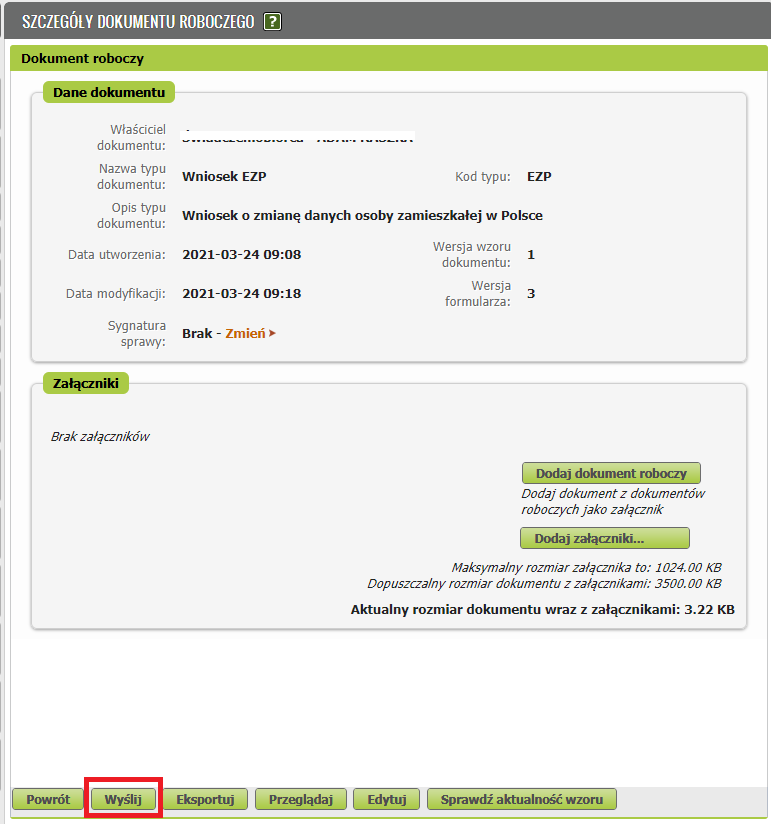 SZCZEGÓŁY DOKUMENTU ROBOCZEGO ?
Dokument roboczy
Dane dokumentu
Właściciel
dokumentu:
Nazwa typu
dokumentu:
Wniosek EZP
Kod typu: EZP
Opis typu
dokumentu:
Wniosek o zmianę danych osoby zamieszkałej w Polsce
Data utworzenia: 2021-03-24 09:08
Wersja wzoru
dokumentu:
1
Data modyfikacji: 2021-03-24 09:18
Wersja
formularza:
3
Sygnatura
sprawy:
Brak - Zmień
Załączniki
Brak załączników
Dodaj dokument roboczy
Dodaj dokument z dokumentów
roboczych jako załącznik
Dodaj załączniki...
Maksymalny rozmiar załącznika to: 1024.00 KB
Dopuszczalny rozmiar dokumentu z załącznikami: 3500.00 KB
Aktualny rozmiar dokumentu wraz z załącznikami: 3.22 KB
Powrót Wyślij Eksportuj Przeglądaj Edytuj Sprawdź aktualność wzoru